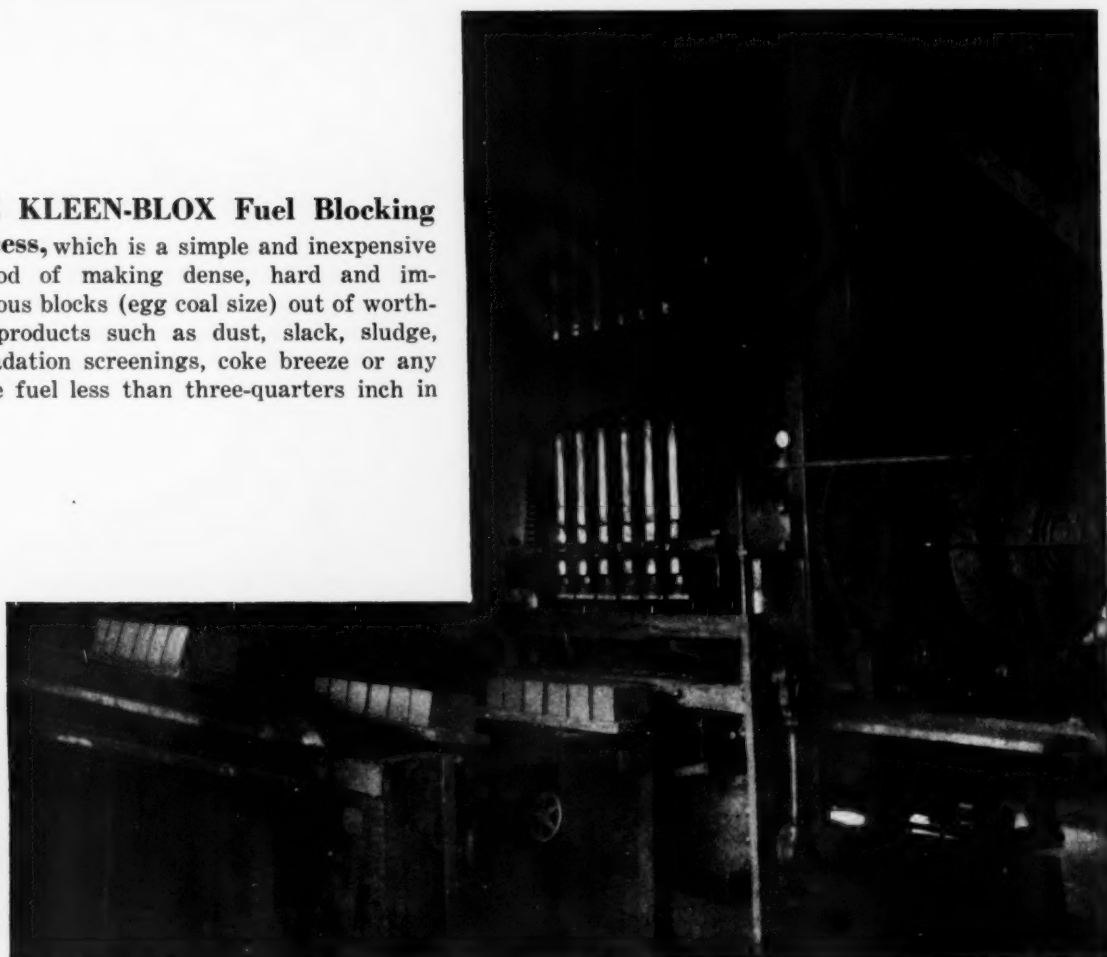 KLEEN-BLOX Fuel Blocking
ess, which is a simple and inexpensive
od of making dense, hard and im-
ous blocks (egg coal size) out of worth-
products such as dust, slack, sludge,
dation screenings, coke breeze or any
e fuel less than three-quarters inch in